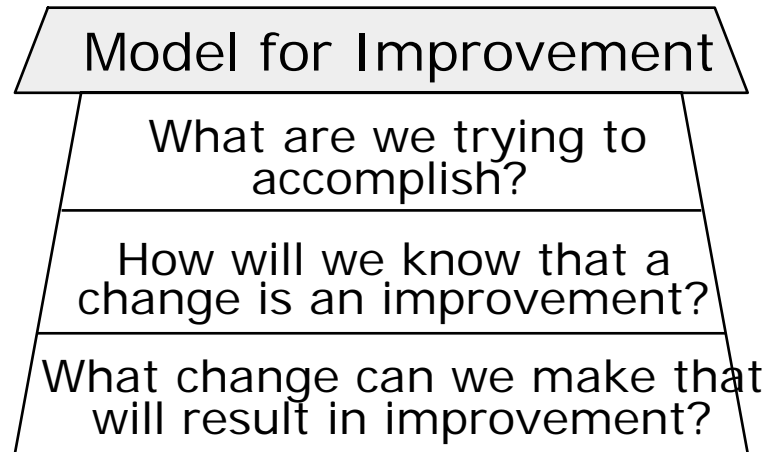 Model for Improvement
What are we trying to
accomplish?
How will we know that a
change is an improvement?
What change can we make that
will result in improvement?